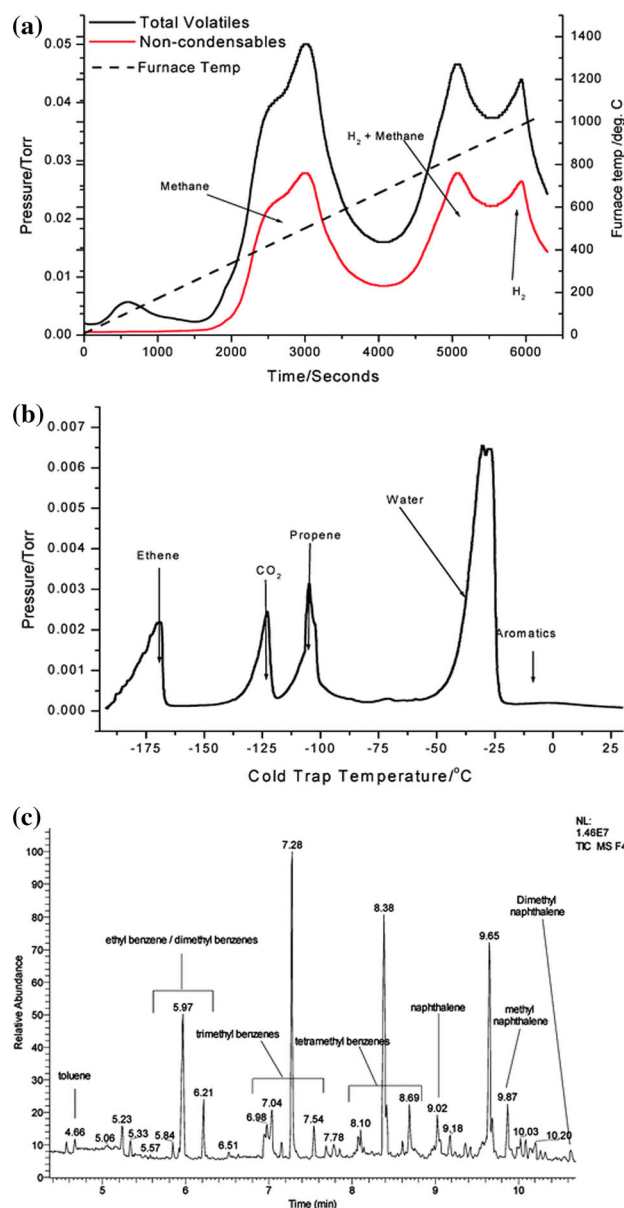 (a)
Total Volatiles
Non-condensables
Furnace Temp
0.05
0.04
0.03
0.02
0.01
0.00
Pressure/Torr
1400
1200
1000
800
600
400
200
0
Furnace temp /deg. C
Methane
H2 + Methane
H2
0 1000 2000 3000 4000 5000 6000
Time/Seconds
(b)
0.007
0.006
0.005
0.004
0.003
0.002
0.001
0.000
Pressure/Torr
Ethene
CO2
Propene
Water
Aromatics
-175 -150 -125 -100 -75 -50 -25 0 25
Cold Trap Temperature/°C
(c)
NL:
1.46E7
TIC MS F4
100
90
80
70
60
50
40
30
20
10
0
Relative Abundance
7.28
8.38
9.65
5.97
Dimethyl
naphthalene
ethyl benzene / dimethyl benzenes
trimethyl benzenes
tetramethyl benzenes
naphthalene
methyl
naphthalene
toluene
4.66
5.06
5.23
5.33
5.57
5.84
6.21
6.51
6.98
7.04
7.54
7.78
8.10
8.69
9.02
9.18
9.87
10.03
10.20
5 6 7 8 9 10
Time (min)